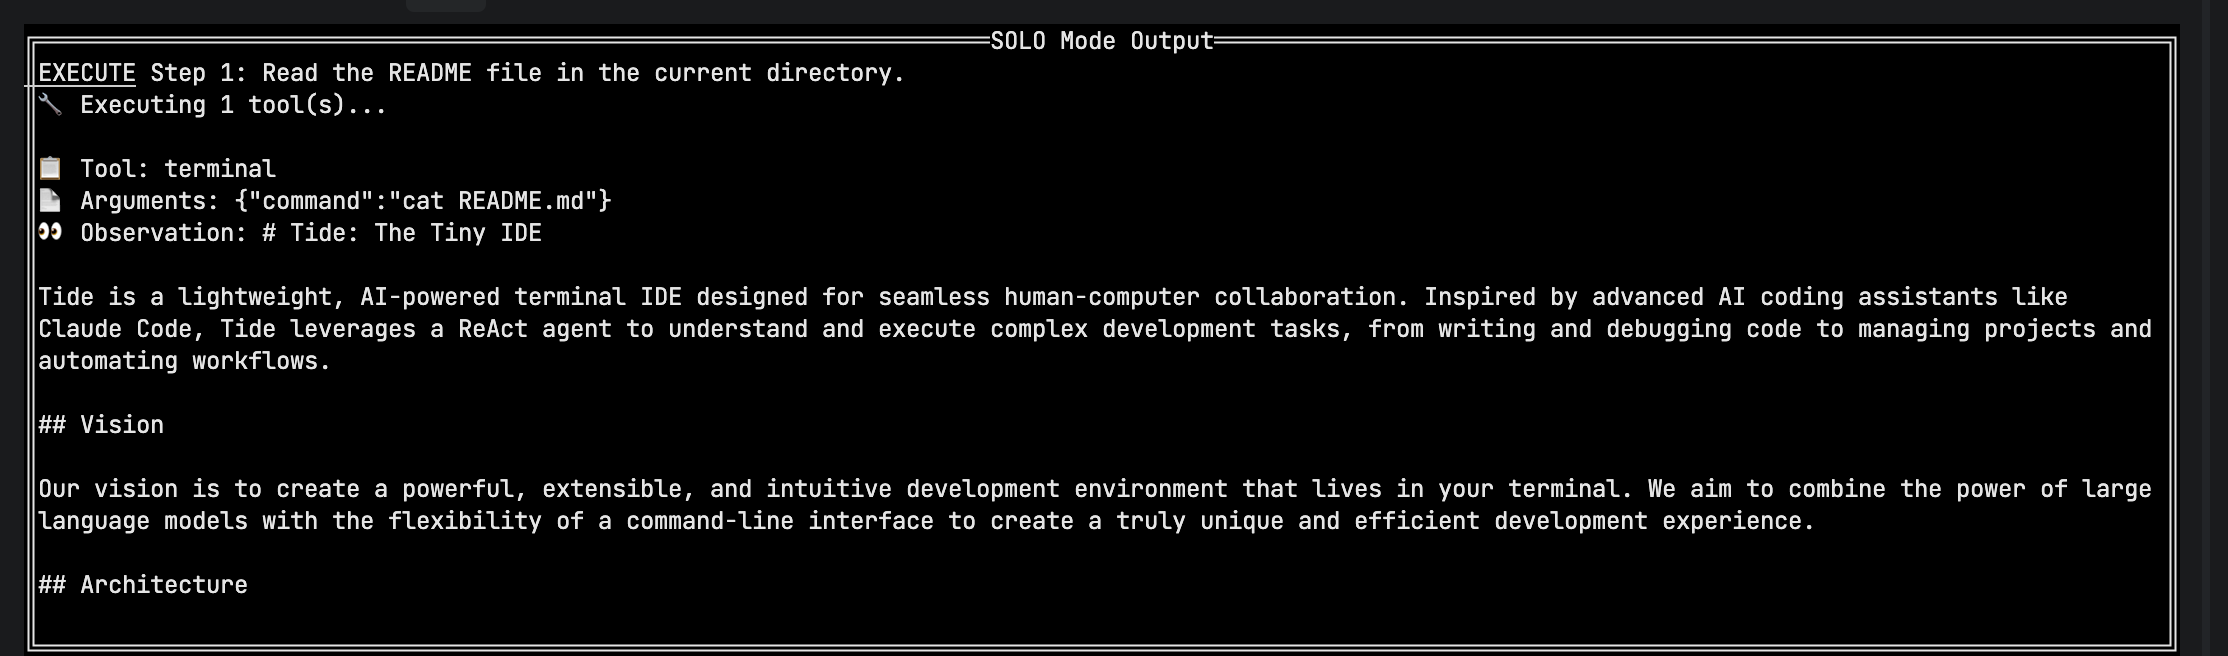 SOLO Mode Output
EXECUTE Step 1: Read the README file in the current directory.
🔧 Executing 1 tool(s)...
📋 Tool: terminal
📄 Arguments: {"command":"cat README.md"}
👀 Observation: # Tide: The Tiny IDE
Tide is a lightweight, AI-powered terminal IDE designed for seamless human-computer collaboration. Inspired by advanced AI coding assistants like
Claude Code, Tide leverages a ReAct agent to understand and execute complex development tasks, from writing and debugging code to managing projects and
automating workflows.
## Vision
Our vision is to create a powerful, extensible, and intuitive development environment that lives in your terminal. We aim to combine the power of large
language models with the flexibility of a command-line interface to create a truly unique and efficient development experience.
## Architecture